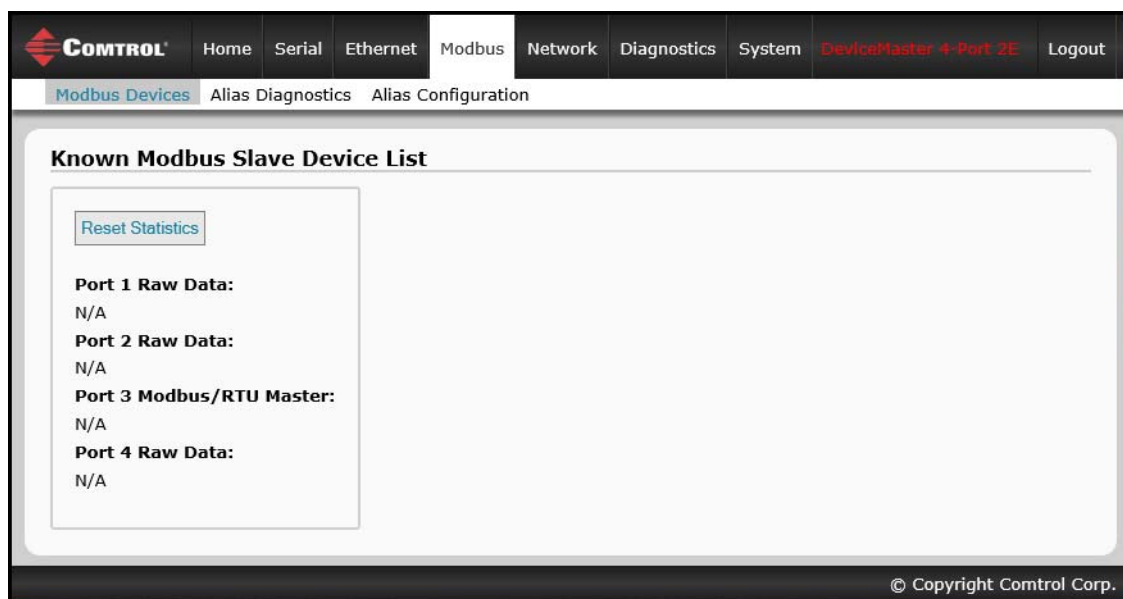 COMTROL Home Serial Ethernet Modbus Network Diagnostics System DeviceMaster 4-Port 2E Logout
Modbus Devices Alias Diagnostics Alias Configuration
Known Modbus Slave Device List
Reset Statistics
Port 1 Raw Data:
N/A
Port 2 Raw Data:
N/A
Port 3 Modbus/RTU Master:
N/A
Port 4 Raw Data:
N/A
© Copyright Comtrol Corp.